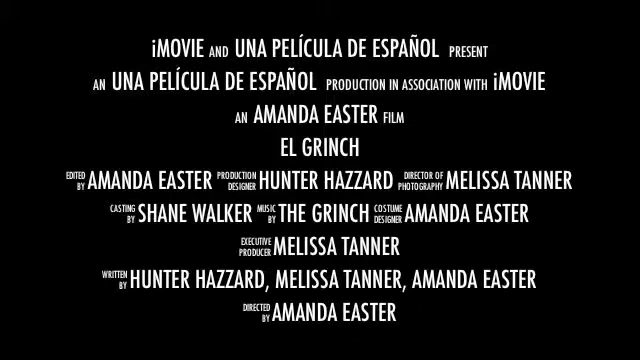 iMOVIE AND UNA PELÍCULA DE ESPAÑOL PRESENT
AN UNA PELÍCULA DE ESPAÑOL PRODUCTION IN ASSOCIATION WITH iMOVIE
AN AMANDA EASTER FILM
EL GRINCH
EDITED BY AMANDA EASTER PRODUCTION DESIGNER HUNTER HAZZARD DIRECTOR OF PHOTOGRAPHY MELISSA TANNER
CASTING BY SHANE WALKER MUSIC BY THE GRINCH COSTUME DESIGNER AMANDA EASTER
EXECUTIVE PRODUCER MELISSA TANNER
WRITTEN BY HUNTER HAZZARD, MELISSA TANNER, AMANDA EASTER
DIRECTED BY AMANDA EASTER